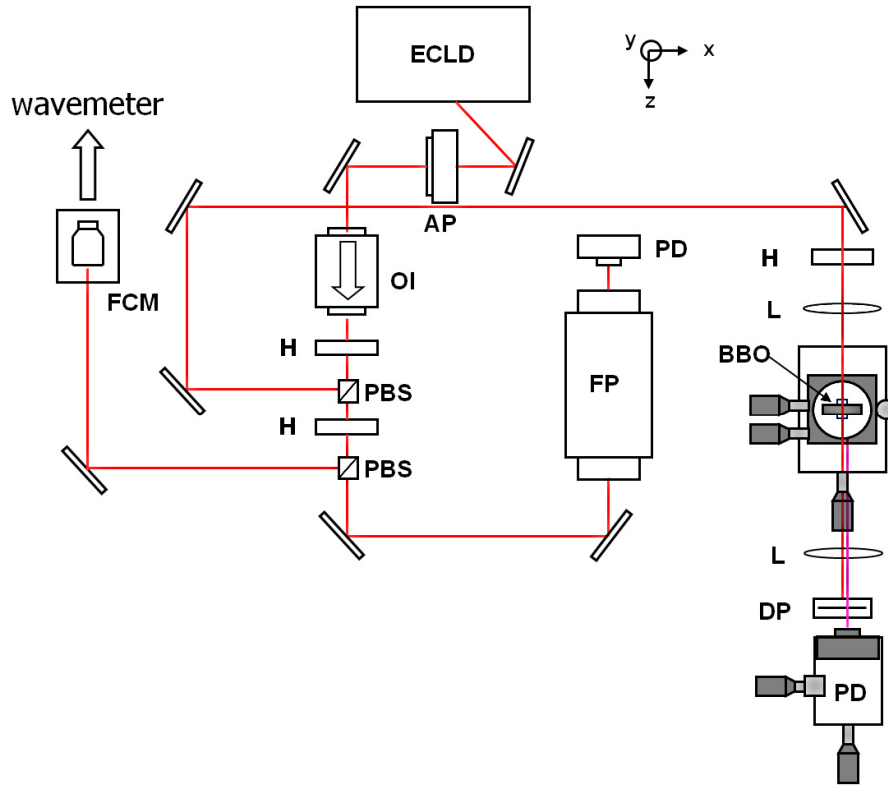 ECLD
y
x
z
wavemeter
AP
PD
H
OI
FCM
L
H
BBO
FP
PBS
H
PBS
L
DP
PD